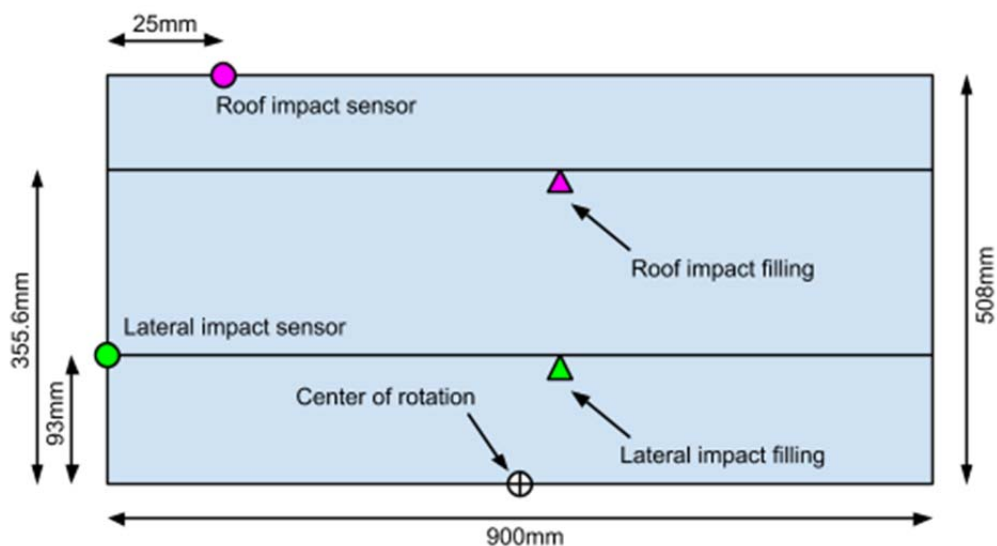 25mm
Roof impact sensor
Roof impact filling
355.6mm
508mm
Lateral impact sensor
93mm
Center of rotation
Lateral impact filling
900mm